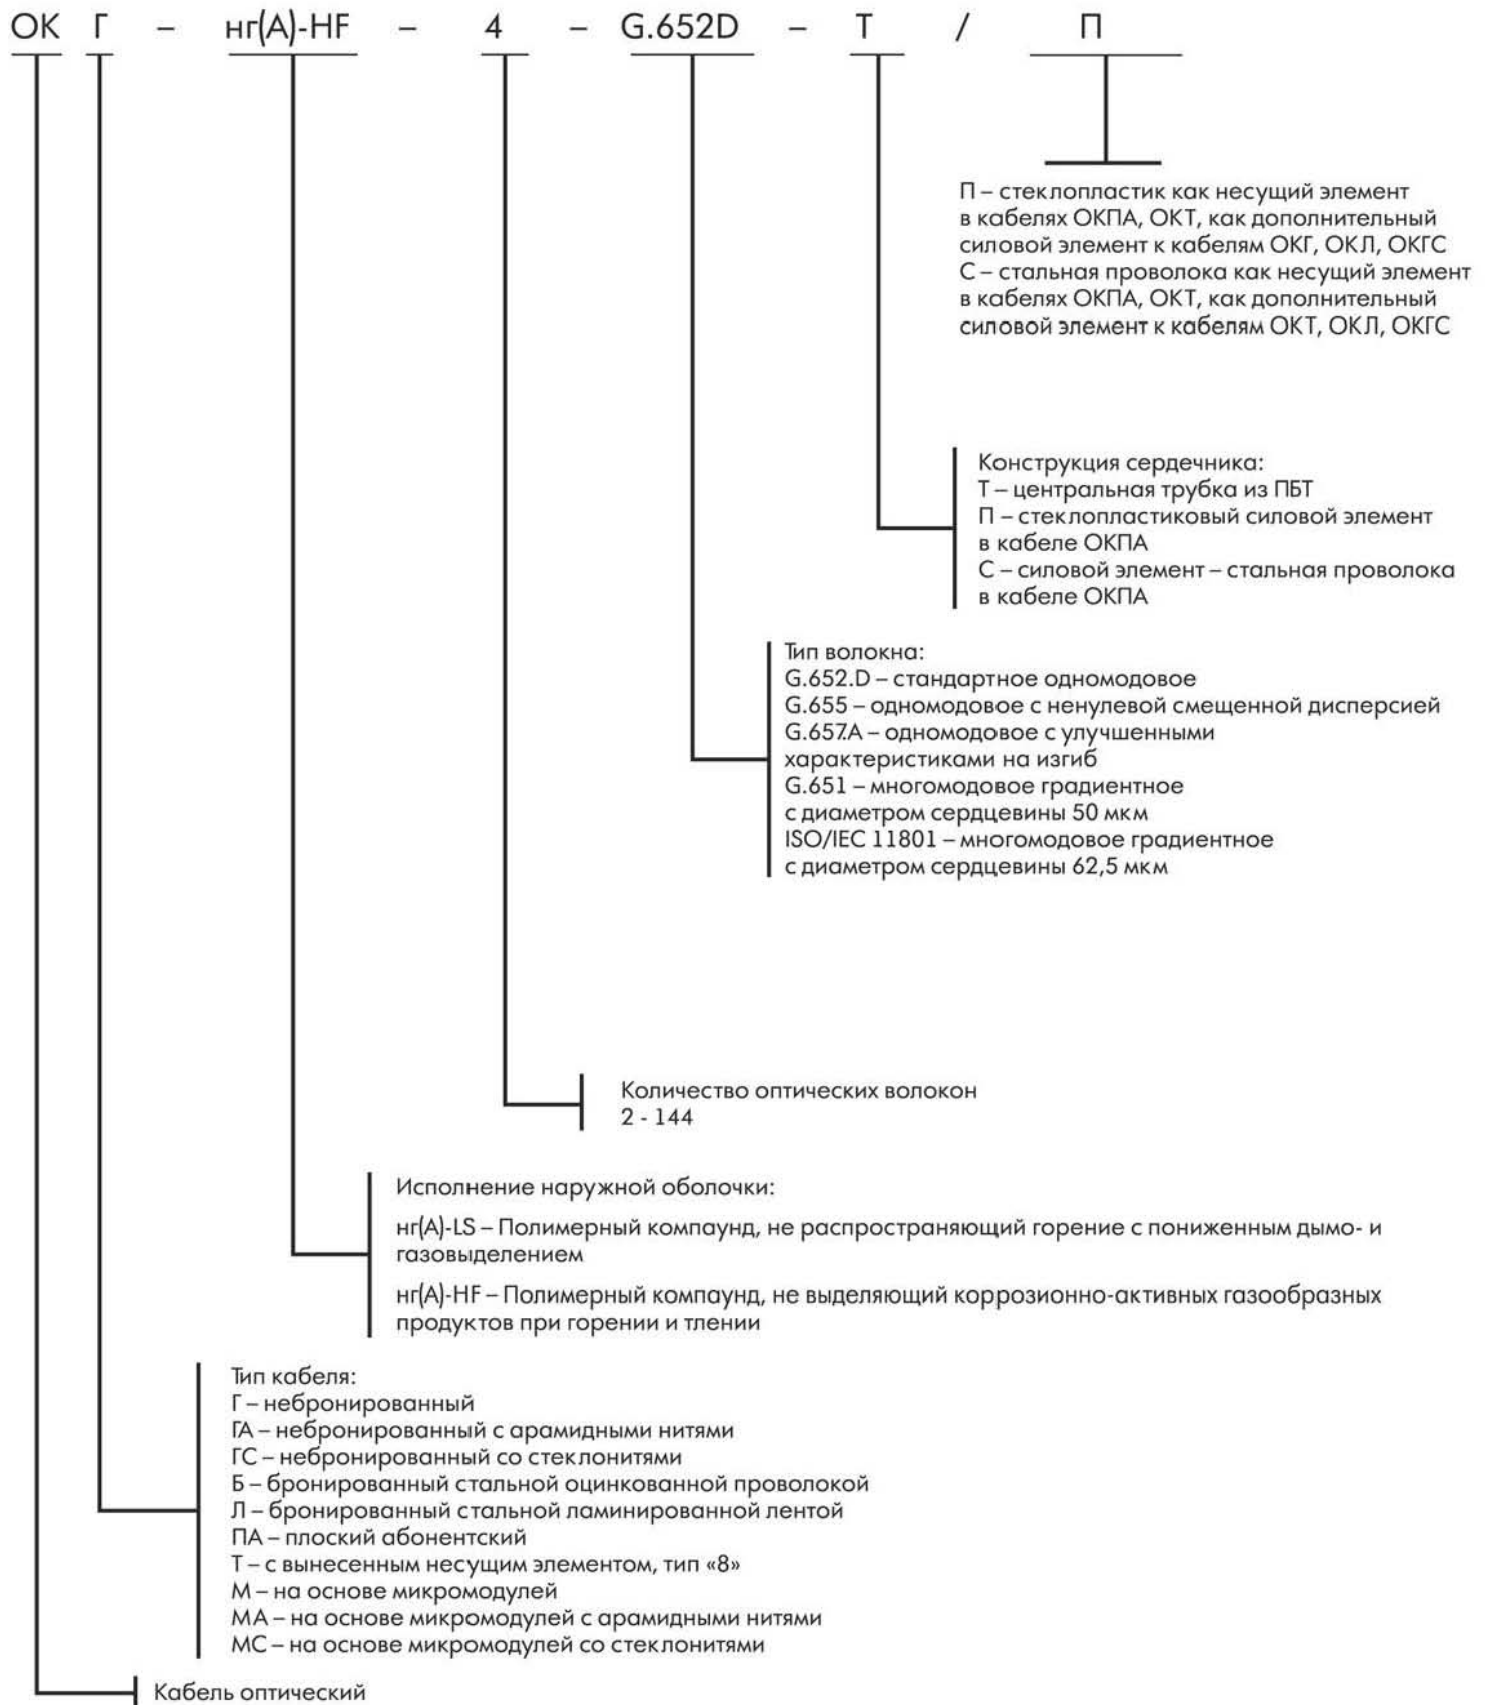 ОК Г – нг(А)-HF – 4 – G.652D – Т / П
П – стеклопластик как несущий элемент
в кабелях ОКПА, ОКТ, как дополнительный
силовой элемент к кабелям ОКГ, ОКЛ, ОКГС
С – стальная проволока как несущий элемент
в кабелях ОКПА, ОКТ, как дополнительный
силовой элемент к кабелям ОКТ, ОКЛ, ОКГС
Конструкция сердечника:
Т – центральная трубка из ПБТ
П – стеклопластиковый силовой элемент
в кабеле ОКПА
С – силовой элемент – стальная проволока
в кабеле ОКПА
Тип волокна:
G.652.D – стандартное одномодовое
G.655 – одномодовое с ненулевой смещенной дисперсией
G.657.A – одномодовое с улучшенными
характеристиками на изгиб
G.651 – многомодовое градиентное
с диаметром сердцевины 50 мкм
ISO/IEC 11801 – многомодовое градиентное
с диаметром сердцевины 62,5 мкм
Количество оптических волокон
2 - 144
Исполнение наружной оболочки:
нг(А)-LS – Полимерный компаунд, не распространяющий горение с пониженным дымо- и
газовыделением
нг(А)-HF – Полимерный компаунд, не выделяющий коррозионно-активных газообразных
продуктов при горении и тлении
Тип кабеля:
Г – небронированный
ГА – небронированный с арамидными нитями
ГС – небронированный со стеклонитями
Б – бронированный стальной оцинкованной проволокой
Л – бронированный стальной ламинированной лентой
ПА – плоский абонентский
Т – с вынесенным несущим элементом, тип «8»
М – на основе микромодулей
МА – на основе микромодулей с арамидными нитями
МС – на основе микромодулей со стеклонитями
Кабель оптический